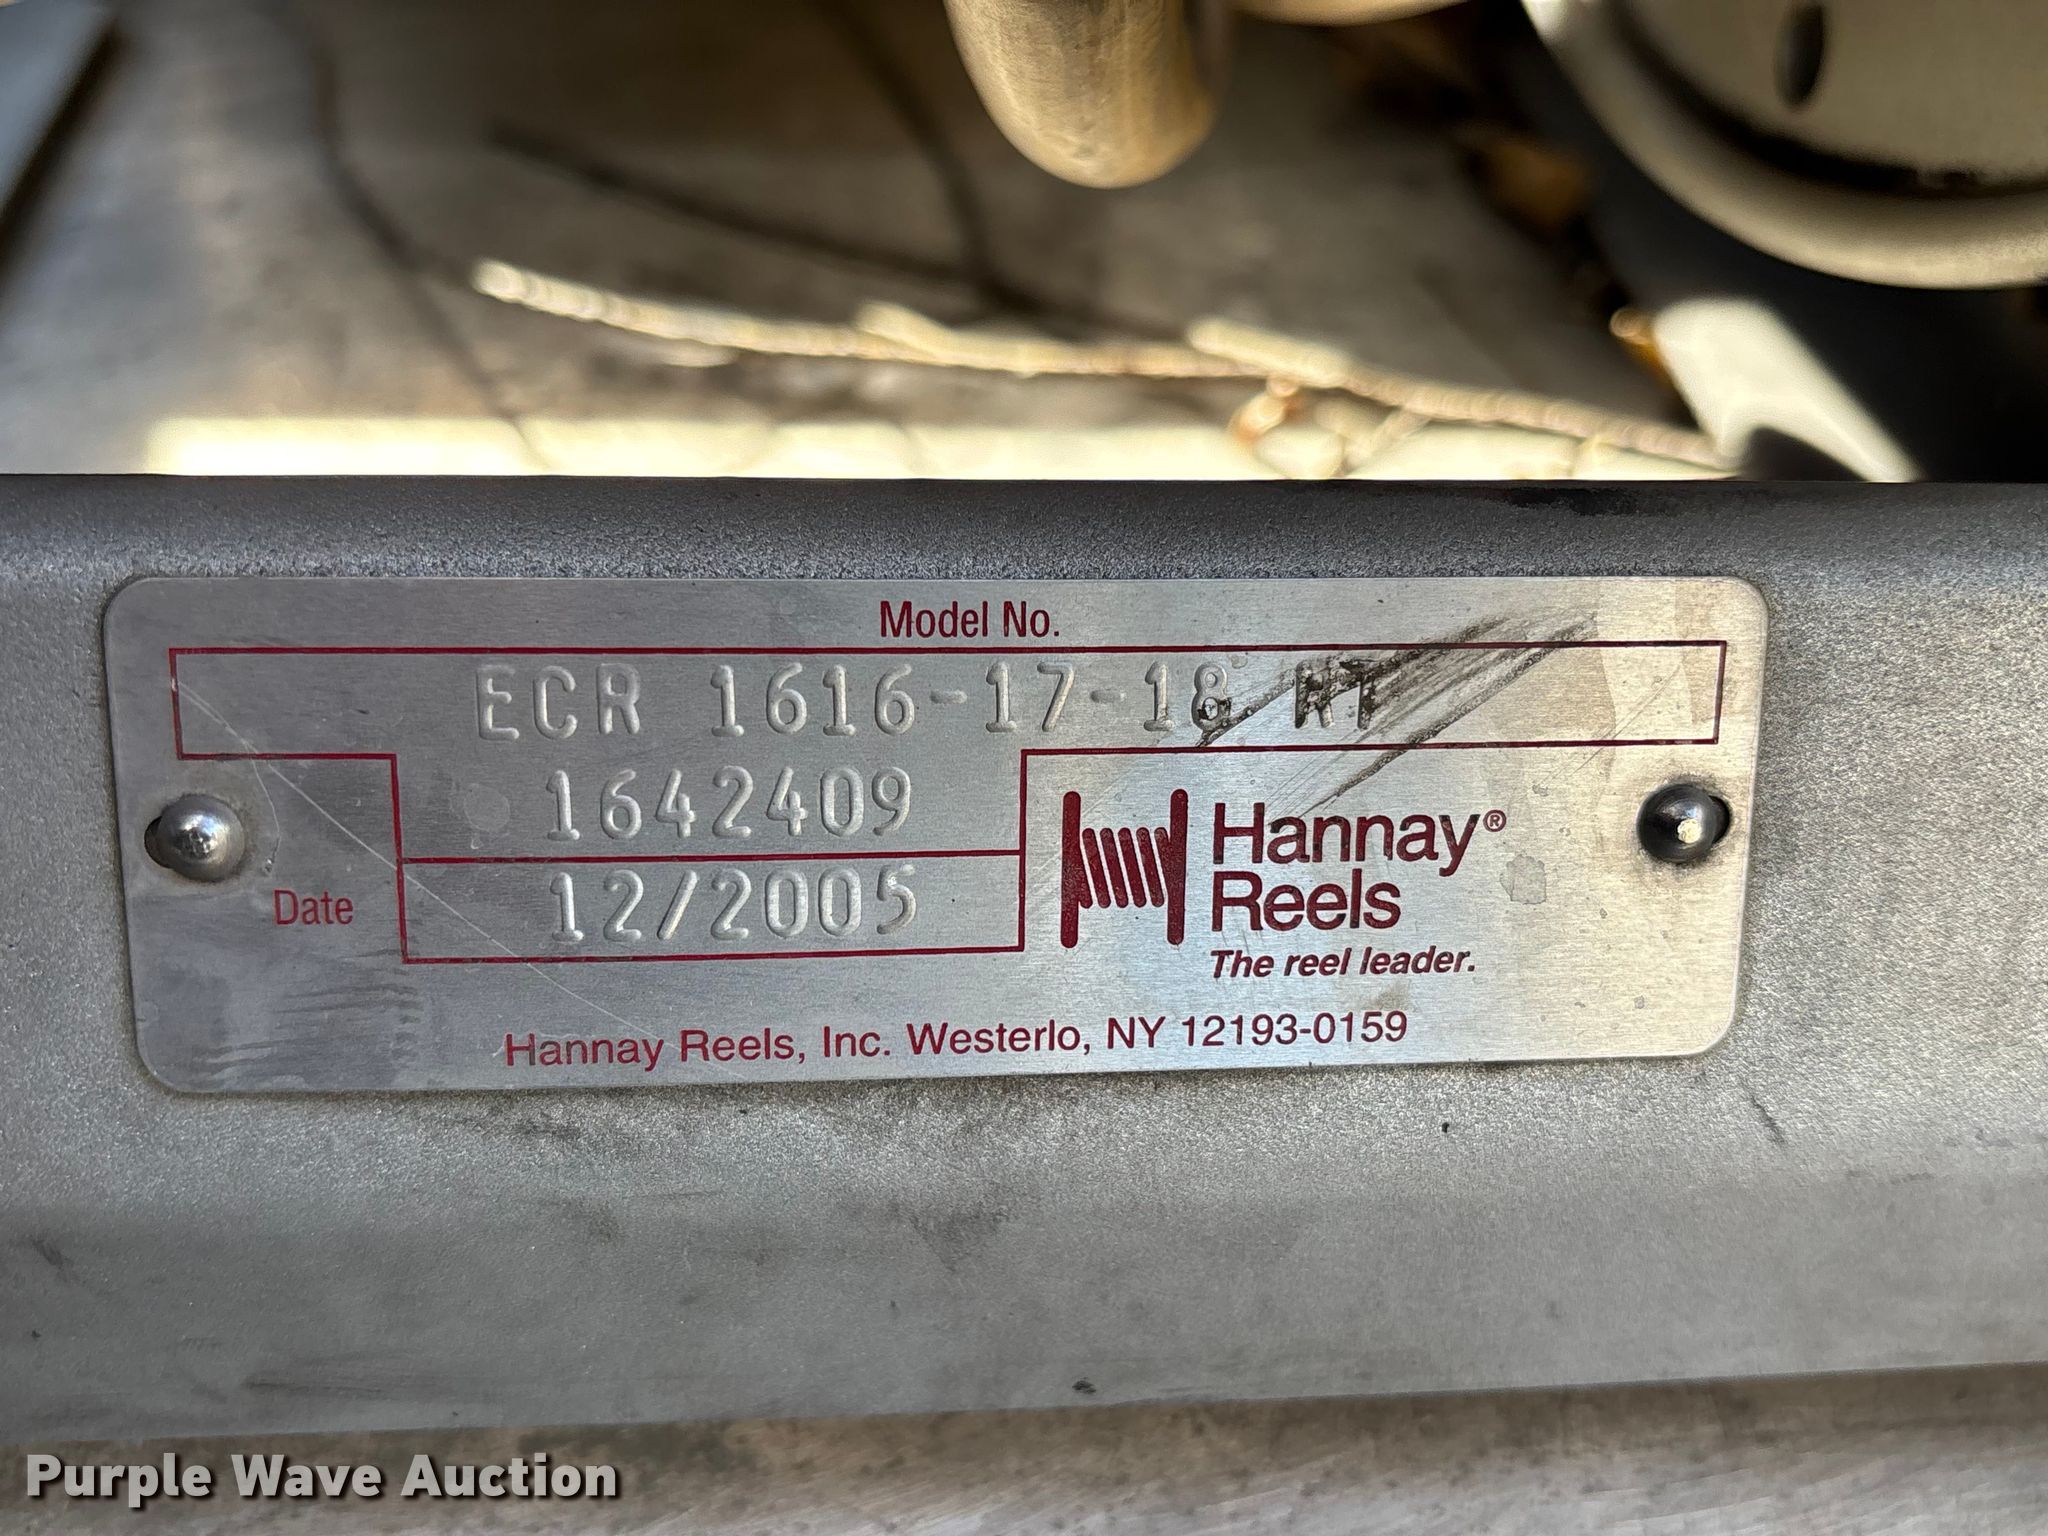 Model No.
ECR 1616-17-18 RT
1642409
Date 12/2005
Hannay®
Reels
The reel leader.
Hannay Reels, Inc. Westerlo, NY 12193-0159
Purple Wave Auction